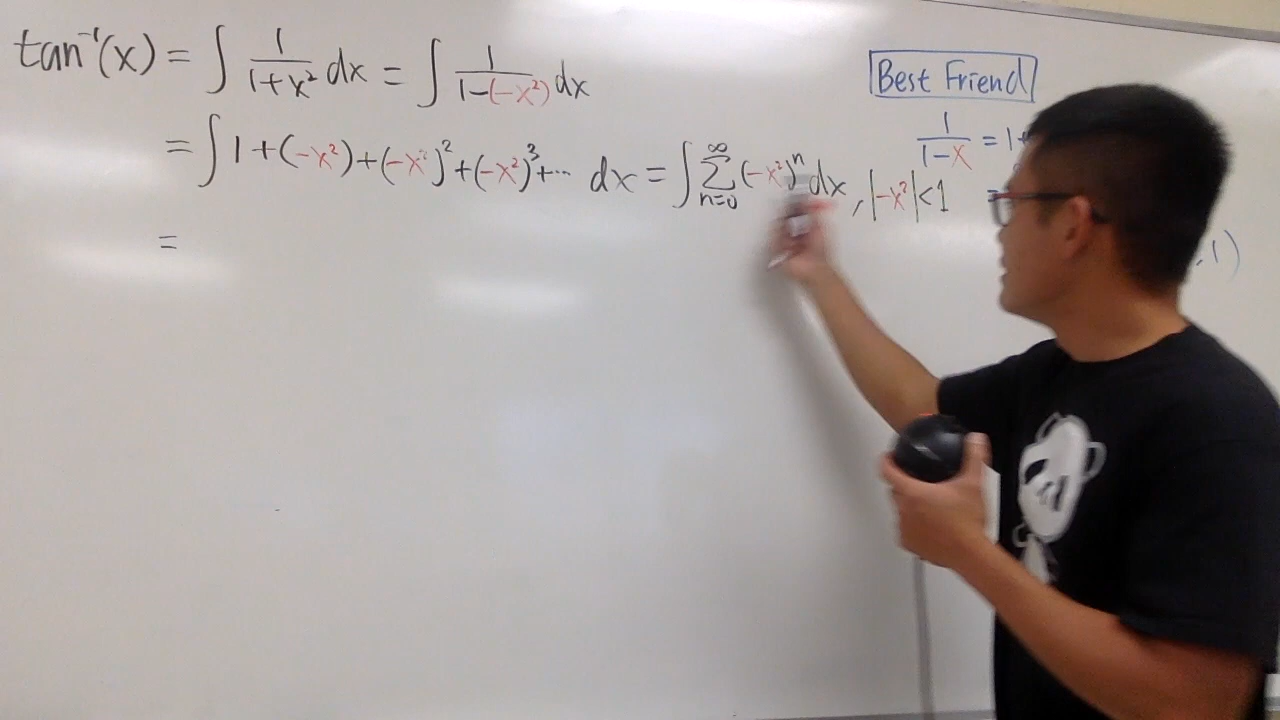 tan⁻¹(x) = ∫ 1/(1+x²) dx = ∫ 1/(1-(-x²)) dx
= ∫ 1+(-x²)+(-x²)²+(-x²)³+... dx = ∫ ∑_{n=0}^{∞} (-x²)ⁿ dx , |-x²|<1
=
Best Friend
1/(1-x) = 1+
=
,1)